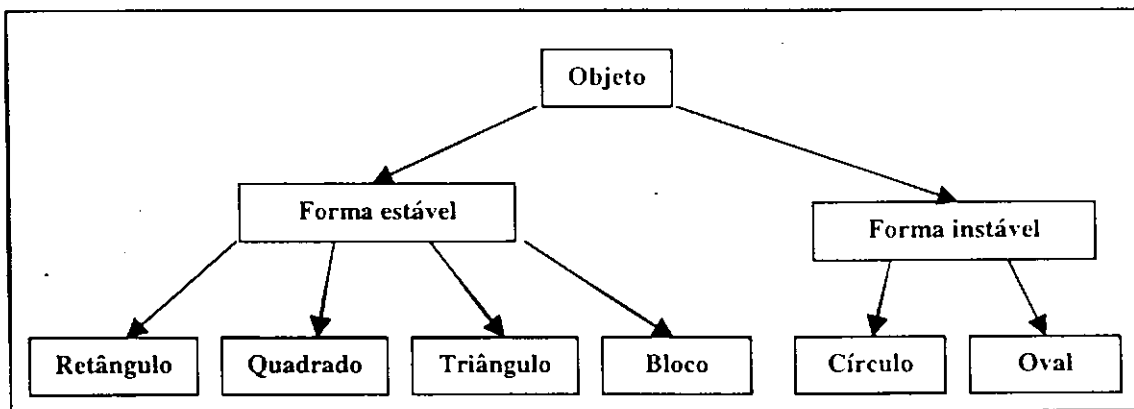 Objeto
Forma estável
Forma instável
Retângulo
Quadrado
Triângulo
Bloco
Círculo
Oval